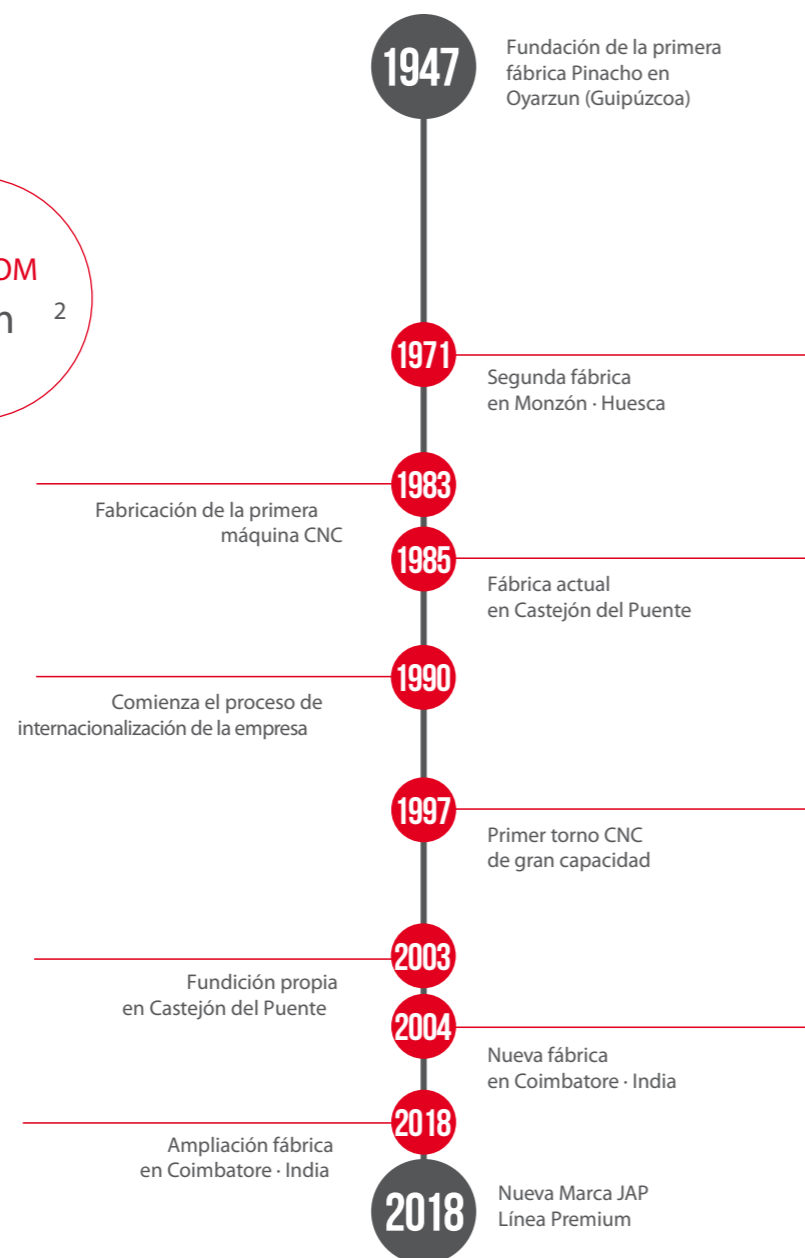 1947
Fundación de la primera
fábrica Pinacho en
Oyarzun (Guipúzcoa)
OM
2
1971
Segunda fábrica
en Monzón · Huesca
1983
Fabricación de la primera
máquina CNC
1985
Fábrica actual
en Castejón del Puente
1990
Comienza el proceso de
internacionalización de la empresa
1997
Primer torno CNC
de gran capacidad
2003
Fundición propia
en Castejón del Puente
2004
Nueva fábrica
en Coimbatore · India
2018
Ampliación fábrica
en Coimbatore · India
2018
Nueva Marca JAP
Línea Premium